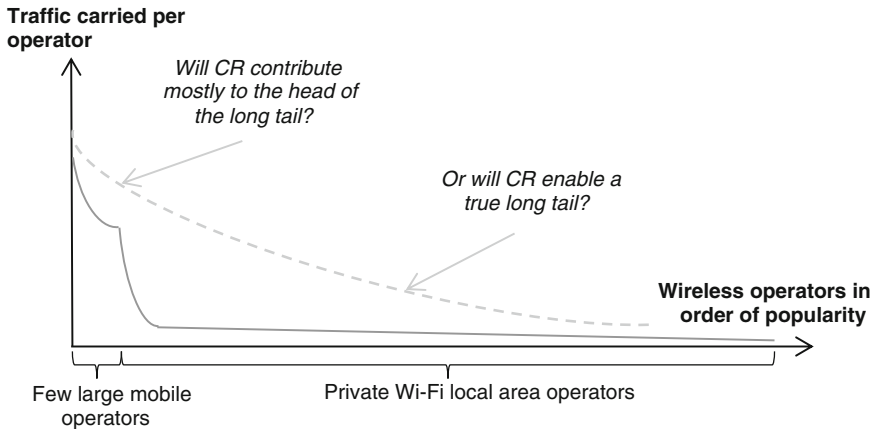 Traffic carried per
operator
Will CR contribute
mostly to the head of
the long tail?
Or will CR enable a
true long tail?
Wireless operators in
order of popularity
Few large mobile
operators
Private Wi-Fi local area operators